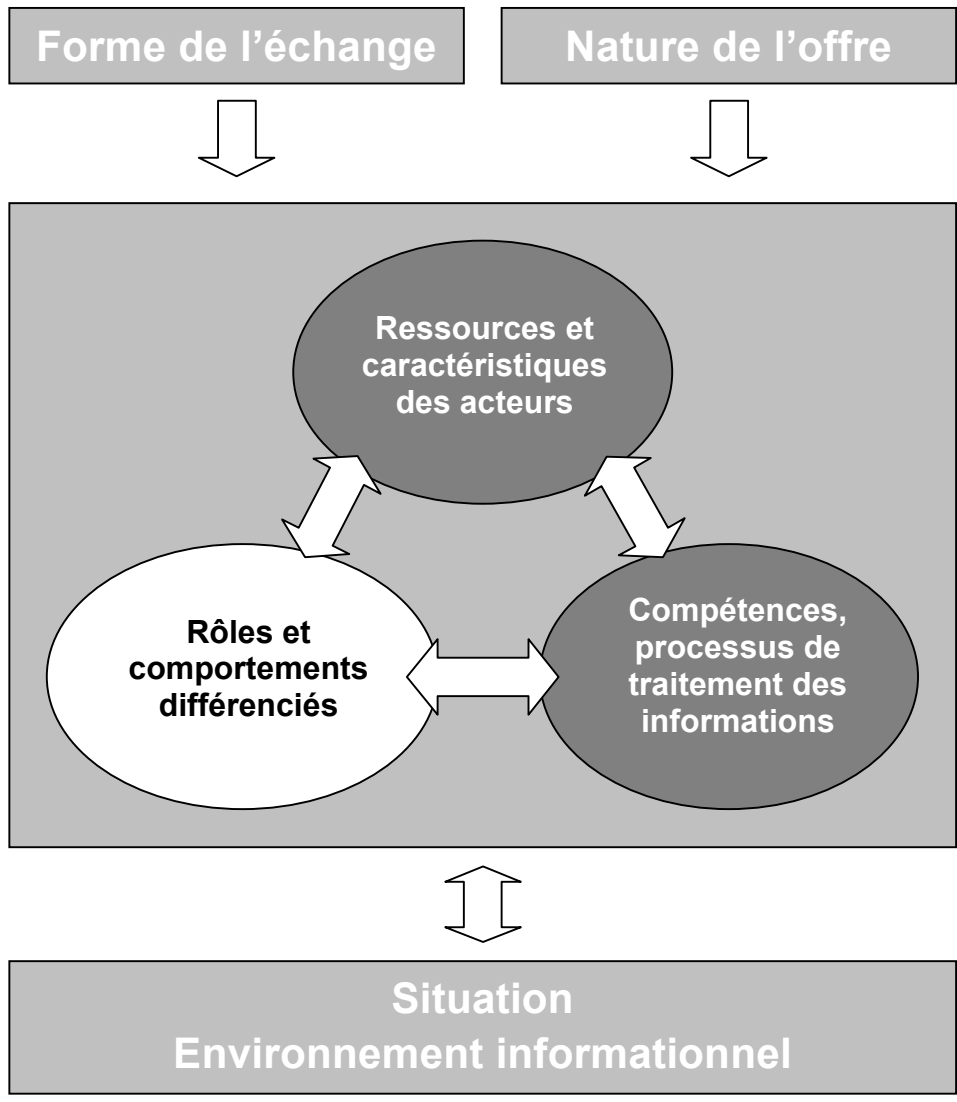 Forme de l’échange
Nature de l’offre
Ressources et
caractéristiques
des acteurs
Rôles et
comportements
différenciés
Compétences,
processus de
traitement des
informations
Situation
Environnement informationnel